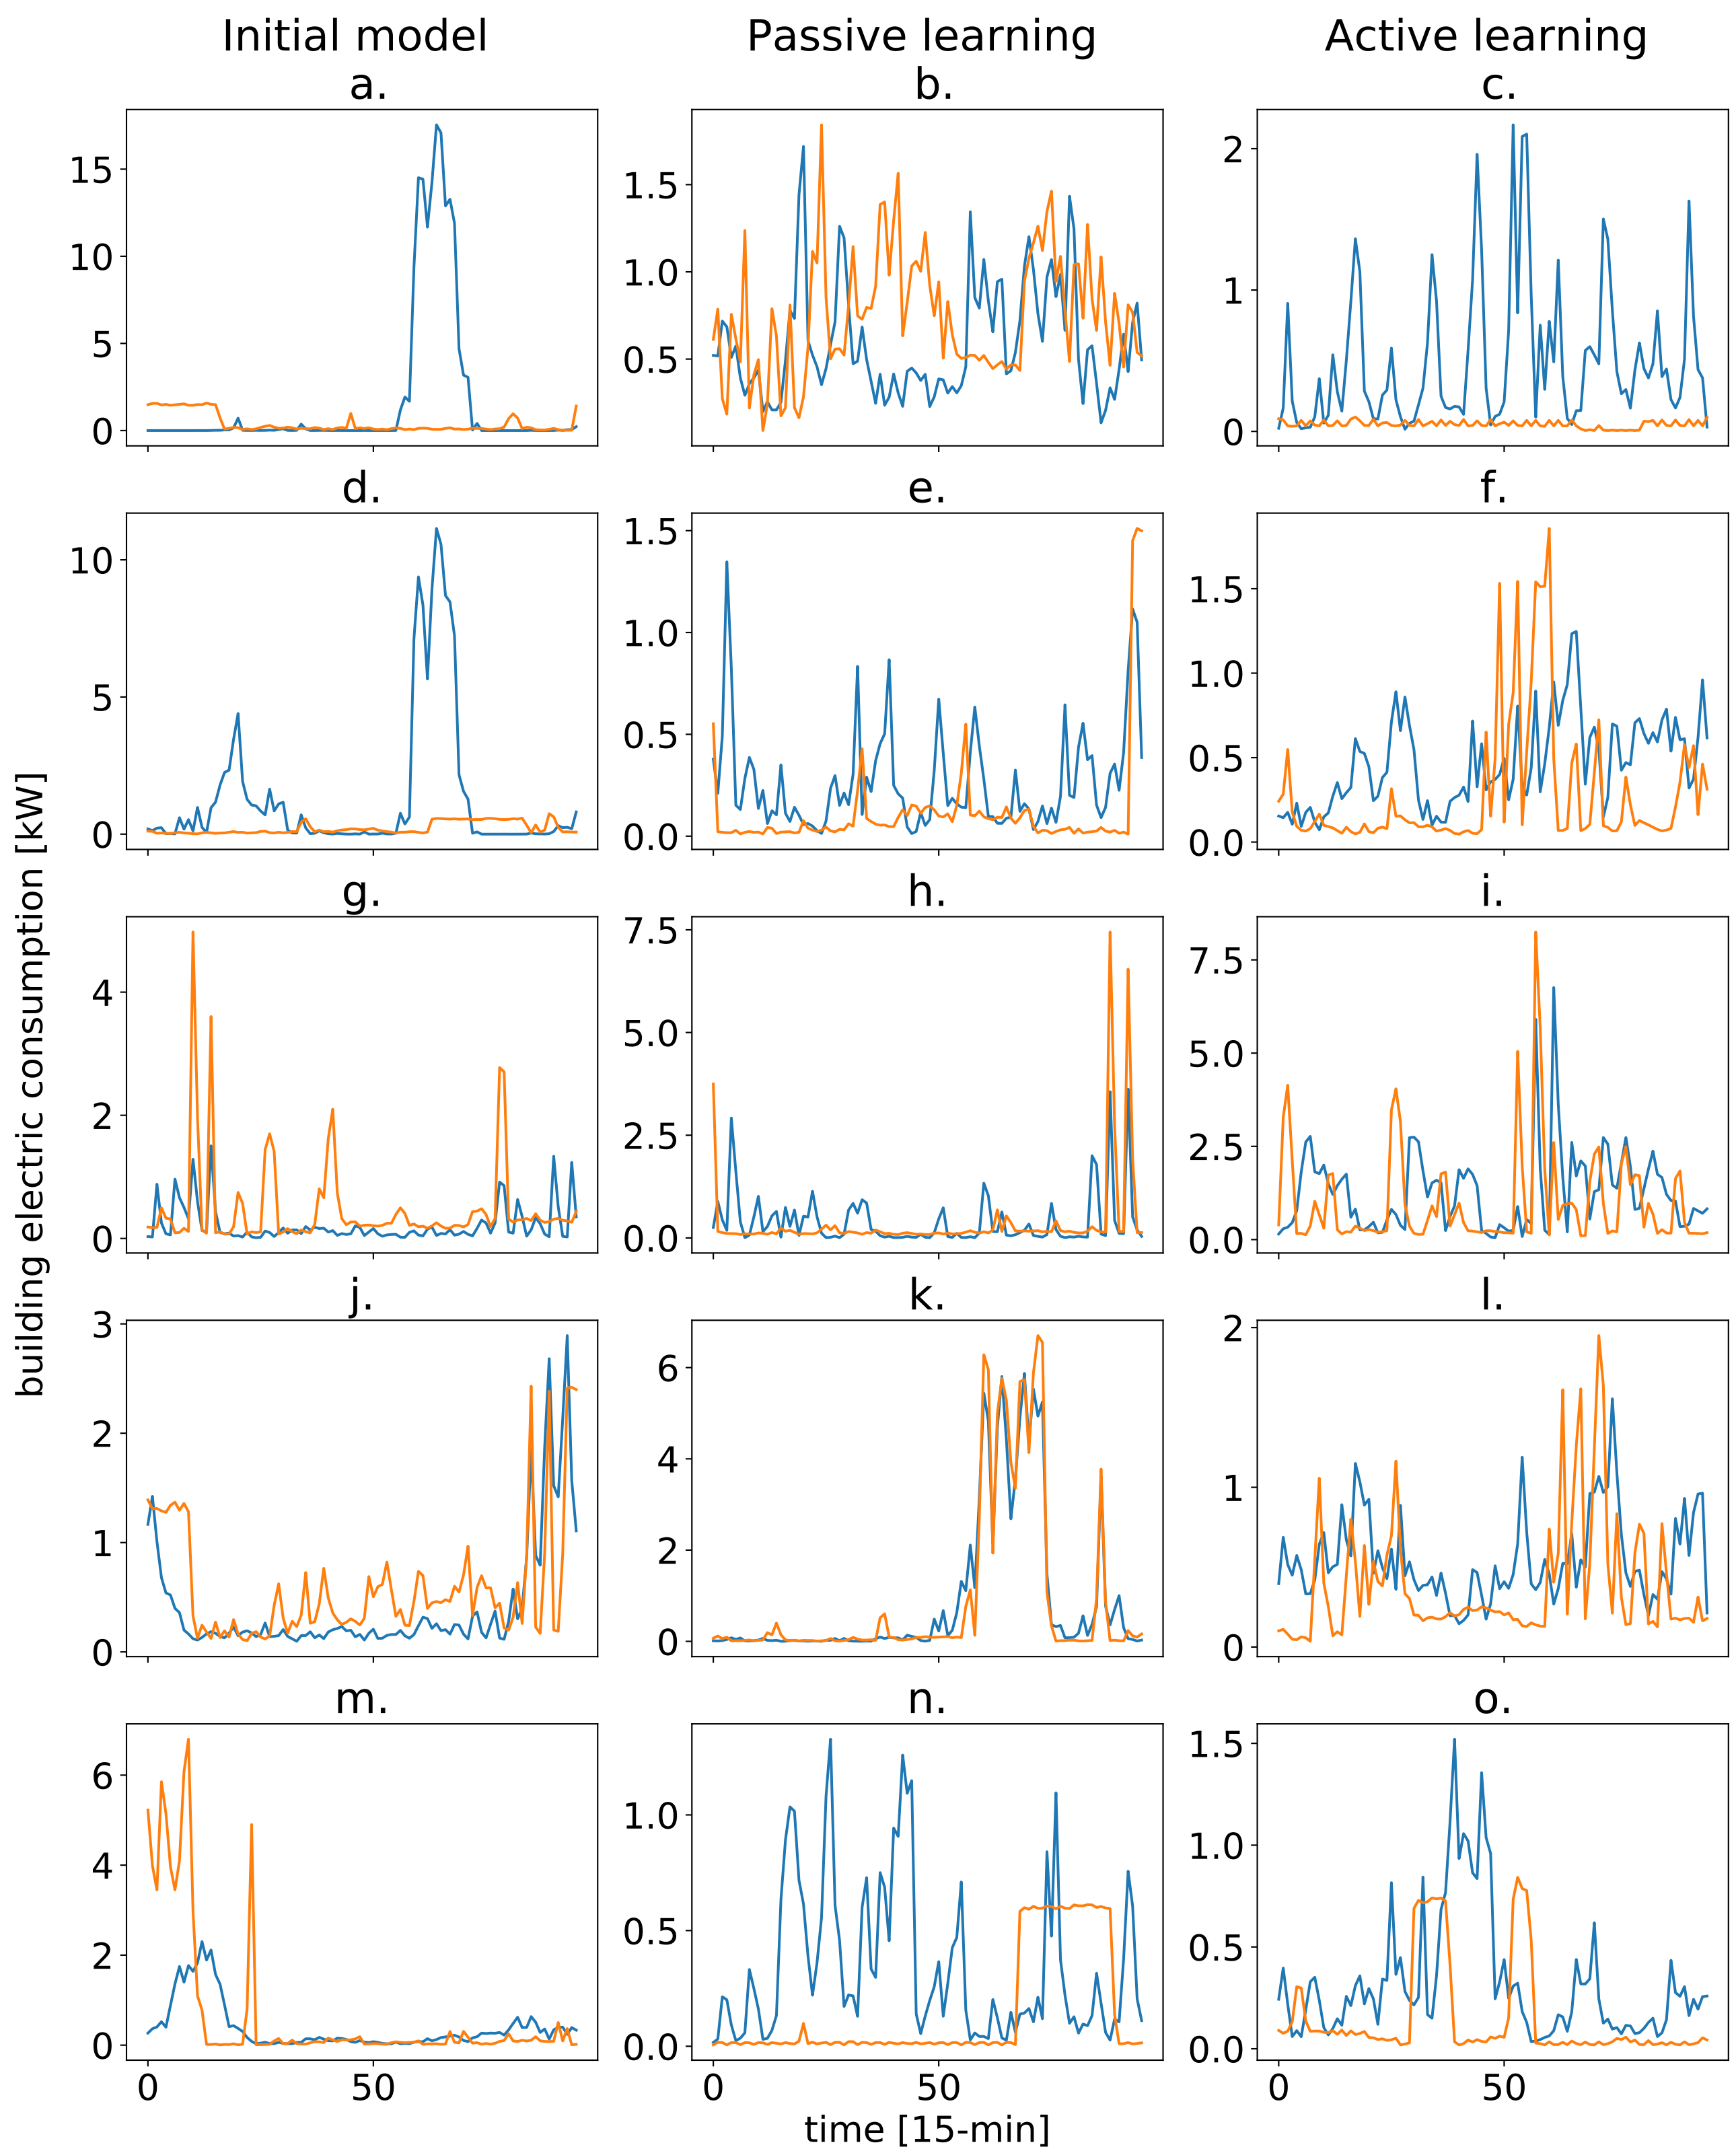 Initial model
Passive learning
Active learning
a.
b.
c.
15
10
5
0
1.5
1.0
0.5
2
1
0
d.
e.
f.
10
5
0
1.5
1.0
0.5
0.0
1.5
1.0
0.5
0.0
g.
h.
i.
4
2
0
7.5
5.0
2.5
0.0
7.5
5.0
2.5
0.0
building electric consumption [kW]
j.
k.
l.
3
2
1
0
6
4
2
0
2
1
0
m.
n.
o.
6
4
2
0
1.0
0.5
0.0
1.5
1.0
0.5
0.0
0 50
0 50
0 50
time [15-min]